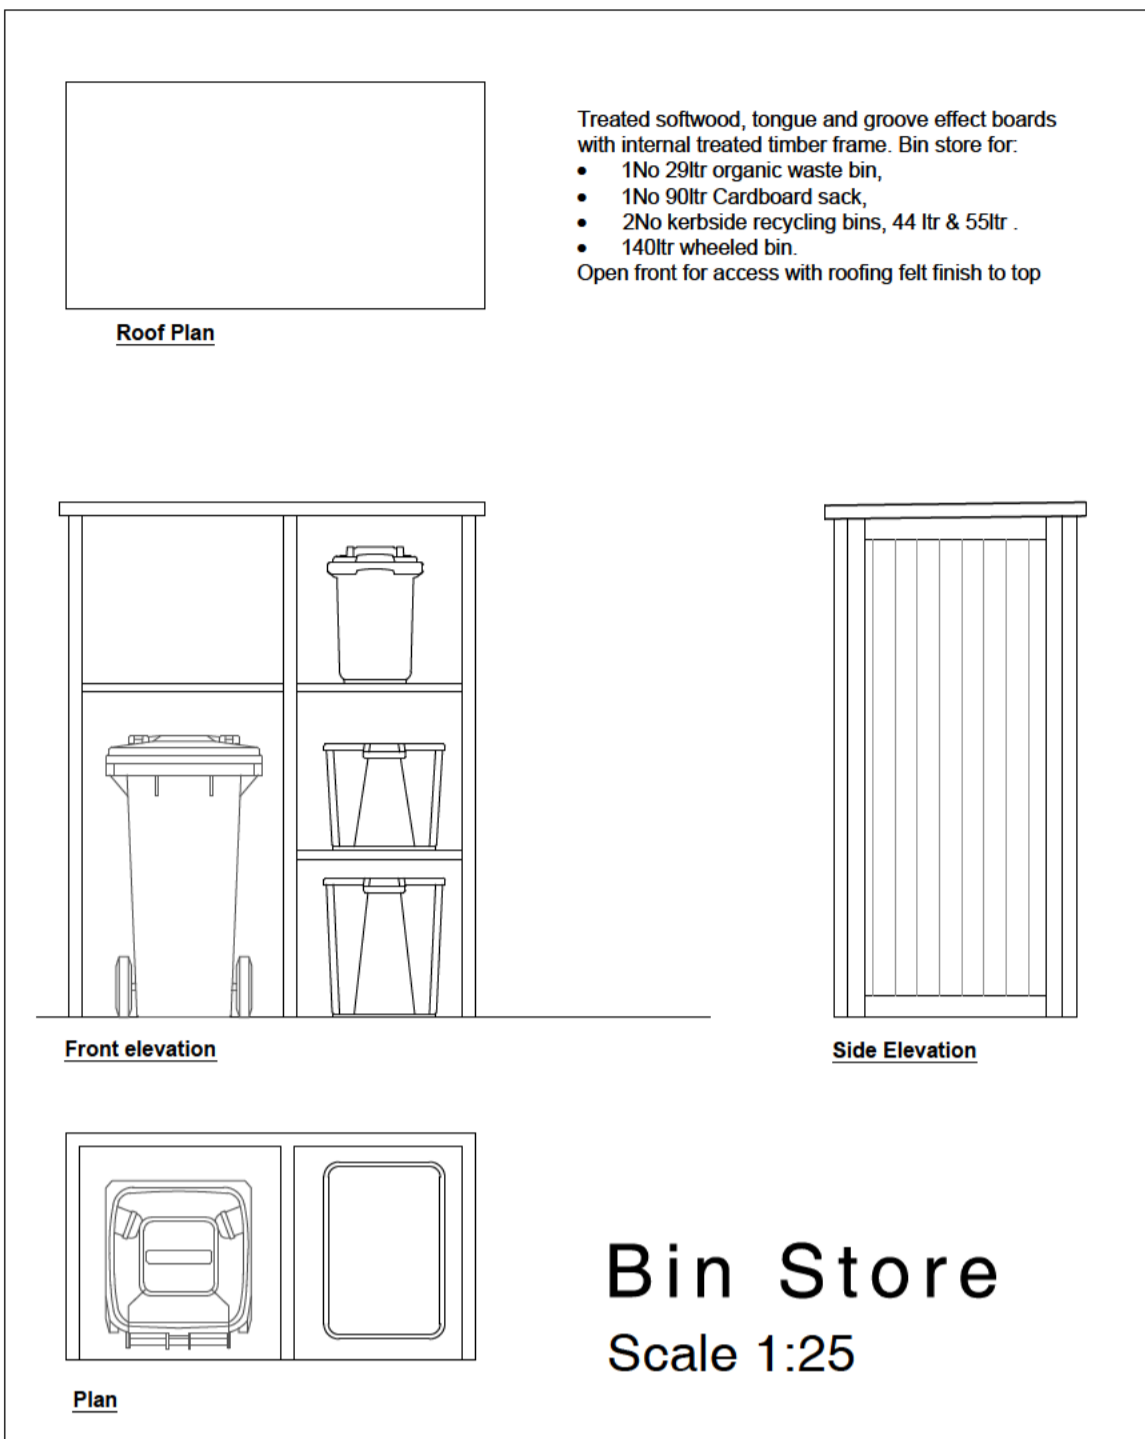 Treated softwood, tongue and groove effect boards
with internal treated timber frame. Bin store for:
• 1No 29ltr organic waste bin,
• 1No 90ltr Cardboard sack,
• 2No kerbside recycling bins, 44 ltr & 55ltr .
• 140ltr wheeled bin.
Open front for access with roofing felt finish to top
Roof Plan
Front elevation
Side Elevation
Plan
Bin Store
Scale 1:25